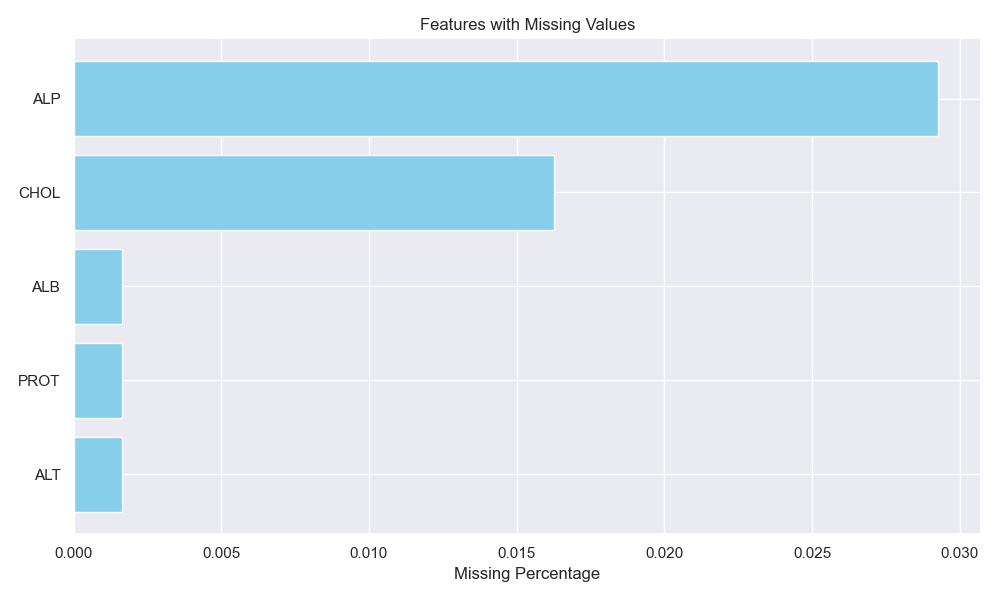 Features with Missing Values
ALP
CHOL
ALB
PROT
ALT
0.000 0.005 0.010 0.015 0.020 0.025 0.030
Missing Percentage